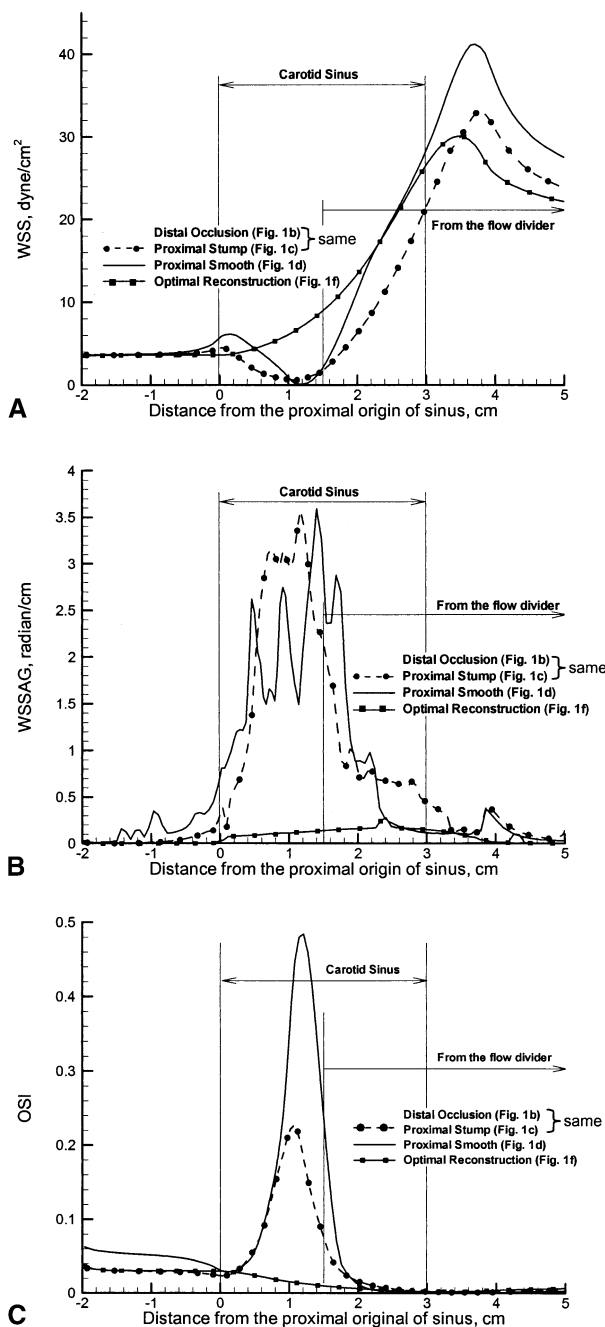 40
Carotid Sinus
30
WSS, dyne/cm²
20
From the flow divider
Distal Occlusion (Fig. 1b)
Proximal Stump (Fig. 1c)
same
Proximal Smooth (Fig. 1d)
Optimal Reconstruction (Fig. 1f)
10
0
-2 -1 0 1 2 3 4 5
A
Distance from the proximal origin of sinus, cm
4
Carotid Sinus
3.5
3
From the flow divider
2.5
WSSAG, radian/cm
Distal Occlusion (Fig. 1b)
Proximal Stump (Fig. 1c)
same
2
Proximal Smooth (Fig. 1d)
Optimal Reconstruction (Fig. 1f)
1.5
1
0.5
0
-2 -1 0 1 2 3 4 5
B
Distance from the proximal origin of sinus, cm
0.5
Carotid Sinus
0.4
From the flow divider
0.3
OSI
Distal Occlusion (Fig. 1b)
Proximal Stump (Fig. 1c)
same
Proximal Smooth (Fig. 1d)
0.2
Optimal Reconstruction (Fig. 1f)
0.1
0
-2 -1 0 1 2 3 4 5
C
Distance from the proximal original of sinus, cm